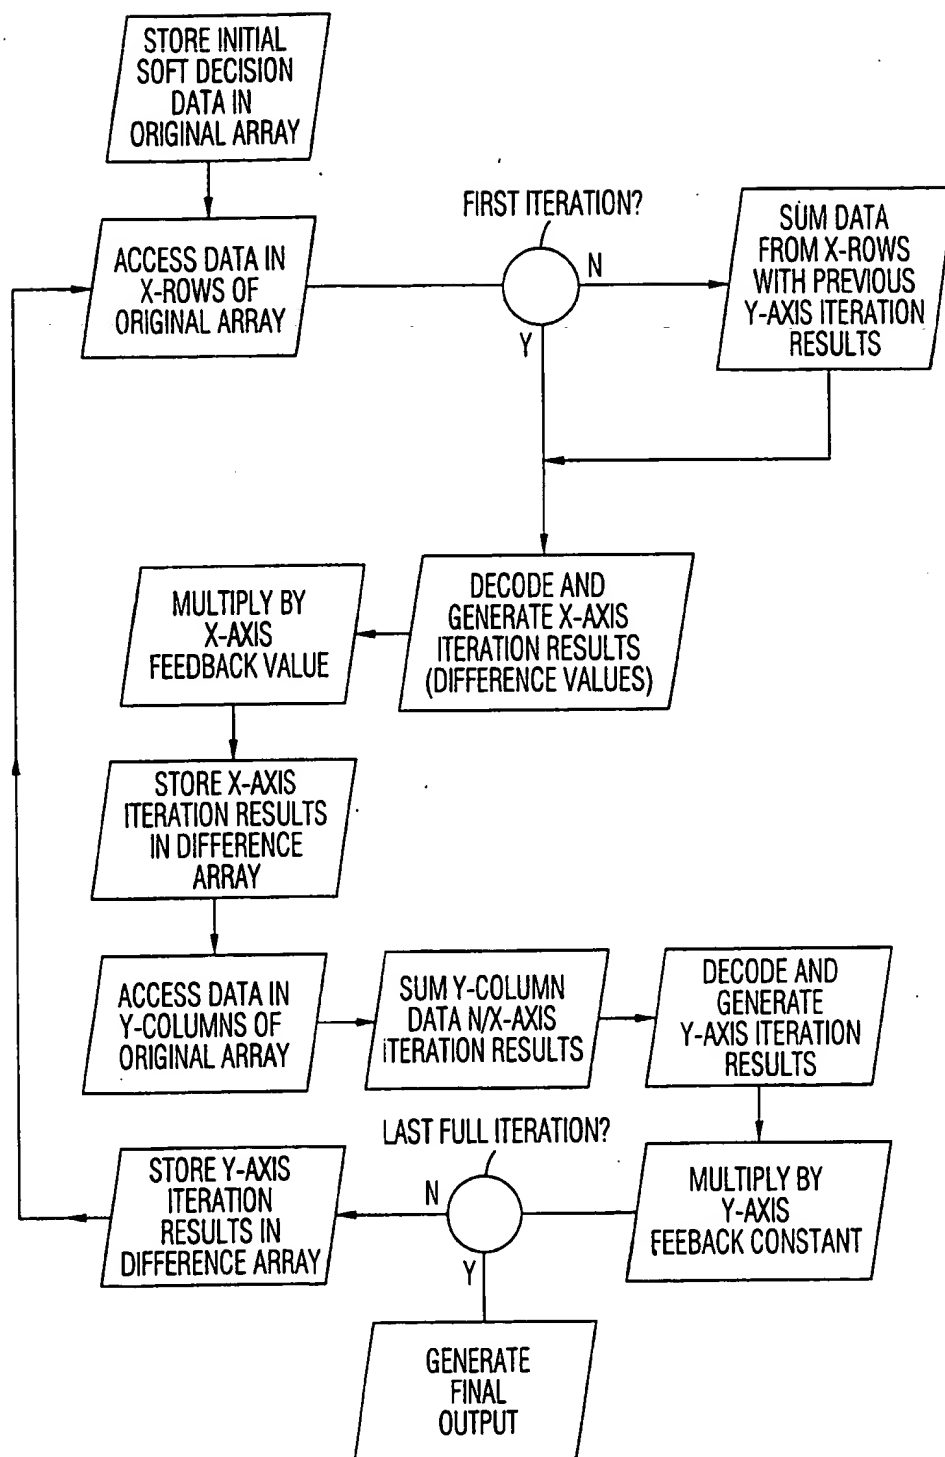 STORE INITIAL
SOFT DECISION
DATA IN
ORIGINAL ARRAY
ACCESS DATA IN
X-ROWS OF
ORIGINAL ARRAY
FIRST ITERATION?
N
Y
SUM DATA
FROM X-ROWS
WITH PREVIOUS
Y-AXIS ITERATION
RESULTS
DECODE AND
GENERATE X-AXIS
ITERATION RESULTS
(DIFFERENCE VALUES)
MULTIPLY BY
X-AXIS
FEEDBACK VALUE
STORE X-AXIS
ITERATION RESULTS
IN DIFFERENCE
ARRAY
ACCESS DATA IN
Y-COLUMNS OF
ORIGINAL ARRAY
SUM Y-COLUMN
DATA N/X-AXIS
ITERATION RESULTS
DECODE AND
GENERATE
Y-AXIS ITERATION
RESULTS
MULTIPLY BY
Y-AXIS
FEEBACK CONSTANT
LAST FULL ITERATION?
N
Y
STORE Y-AXIS
ITERATION
RESULTS IN
DIFFERENCE ARRAY
GENERATE
FINAL
OUTPUT